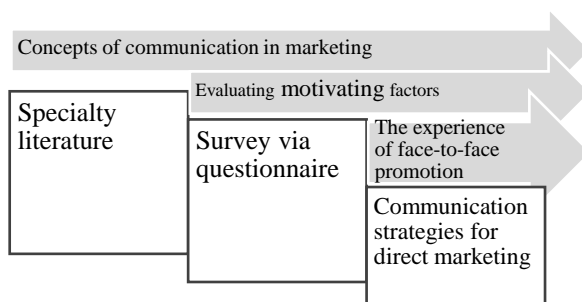 Concepts of communication in marketing
Evaluating motivating factors
Specialty
literature
Survey via
questionnaire
The experience
of face-to-face
promotion
Communication
strategies for
direct marketing